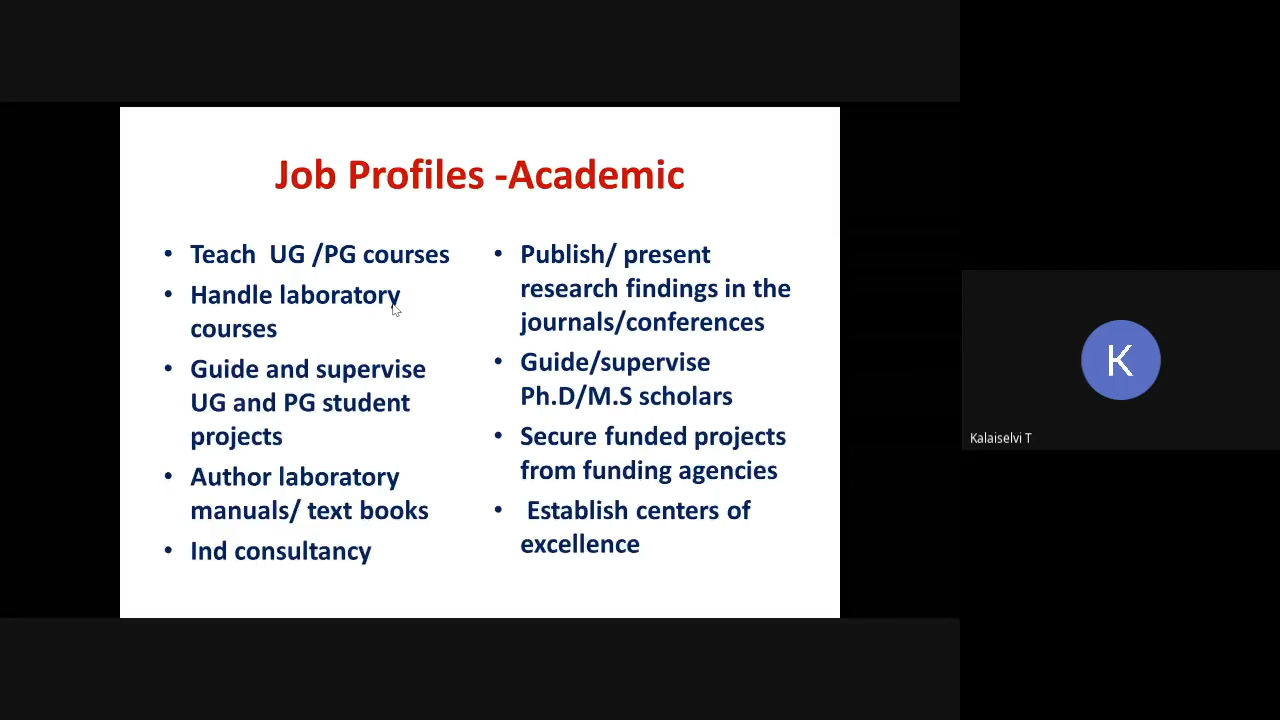 Job Profiles -Academic
• Teach  UG /PG courses
• Handle laboratory
courses
• Guide and supervise
UG and PG student
projects
• Author laboratory
manuals/ text books
• Ind consultancy
• Publish/ present
research findings in the
journals/conferences
• Guide/supervise
Ph.D/M.S scholars
• Secure funded projects
from funding agencies
• Establish centers of
excellence
K
Kalaiselvi T